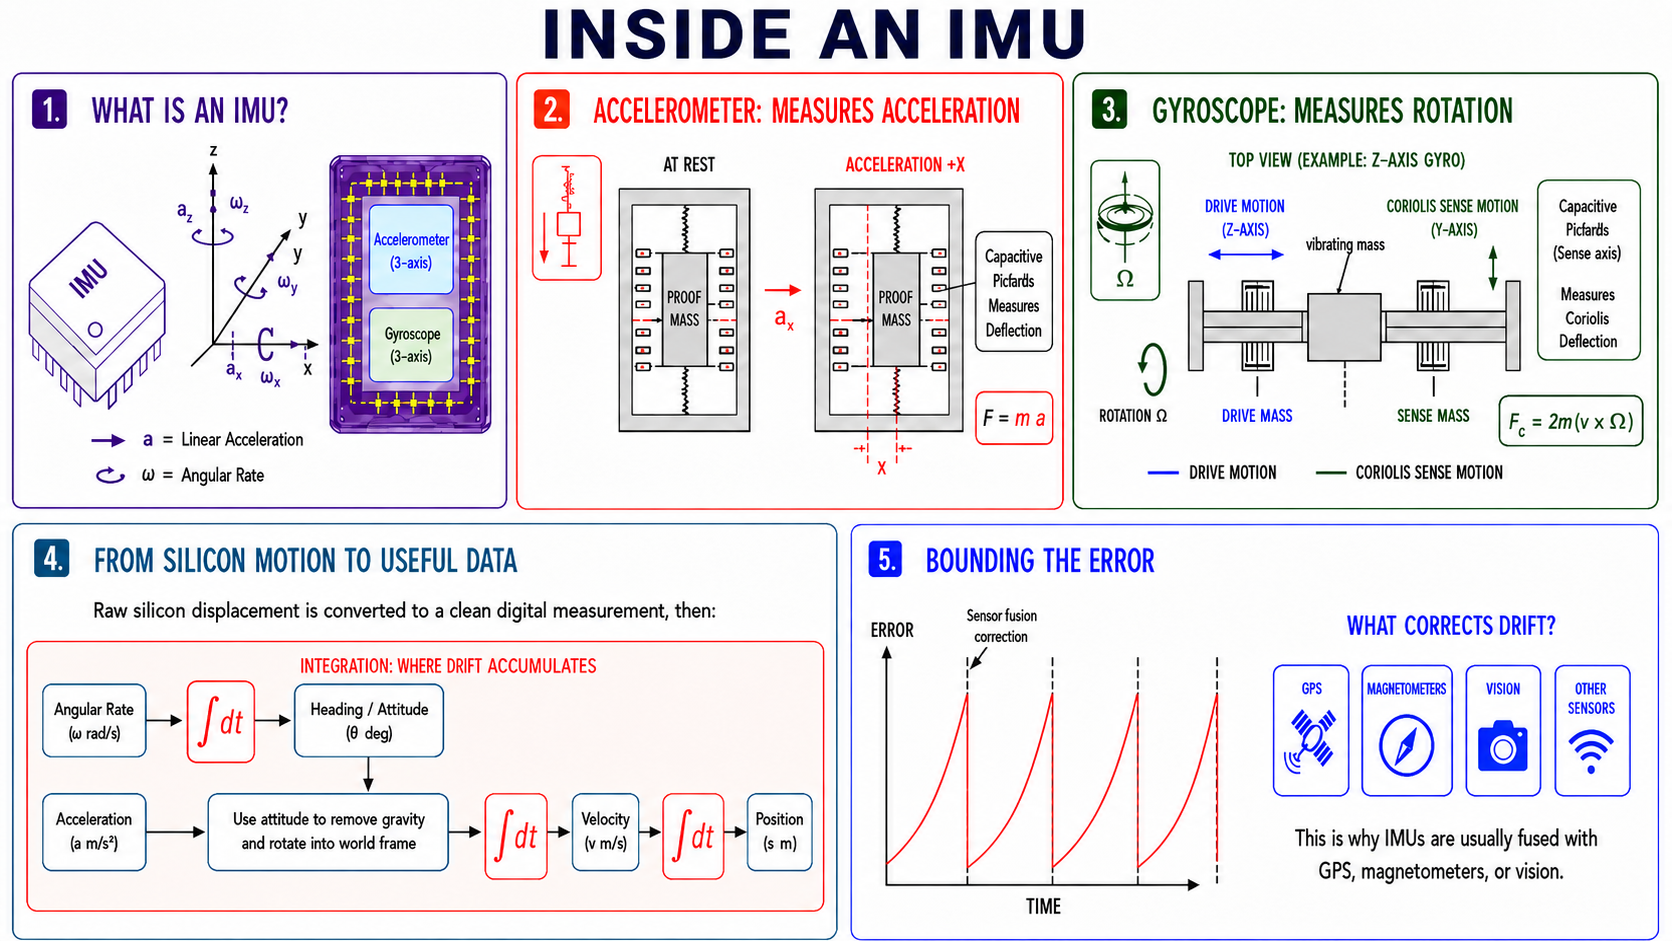 INSIDE AN IMU
1. WHAT IS AN IMU?
IMU
z
a_z
ω_z
y
y
ω_y
a_x
ω_x
x
Accelerometer
(3-axis)
Gyroscope
(3-axis)
a = Linear Acceleration
ω = Angular Rate
2. ACCELEROMETER: MEASURES ACCELERATION
AT REST
ACCELERATION +X
PROOF
MASS
a_x
PROOF
MASS
X
Capacitive
Picfards
Measures
Deflection
F = m a
3. GYROSCOPE: MEASURES ROTATION
TOP VIEW (EXAMPLE: Z-AXIS GYRO)
Ω
DRIVE MOTION
(Z-AXIS)
vibrating mass
CORIOLIS SENSE MOTION
(Y-AXIS)
Capacitive
Picfards
(Sense axis)
Measures
Coriolis
Deflection
ROTATION Ω
DRIVE MASS
SENSE MASS
F_c = 2m(v x Ω)
DRIVE MOTION
CORIOLIS SENSE MOTION
4. FROM SILICON MOTION TO USEFUL DATA
Raw silicon displacement is converted to a clean digital measurement, then:
INTEGRATION: WHERE DRIFT ACCUMULATES
Angular Rate
(ω rad/s)
∫dt
Heading / Attitude
(θ deg)
Acceleration
(a m/s²)
Use attitude to remove gravity
and rotate into world frame
∫dt
Velocity
(v m/s)
∫dt
Position
(s m)
5. BOUNDING THE ERROR
ERROR
Sensor fusion
correction
TIME
WHAT CORRECTS DRIFT?
GPS
MAGNETOMETERS
VISION
OTHER
SENSORS
This is why IMUs are usually fused with
GPS, magnetometers, or vision.